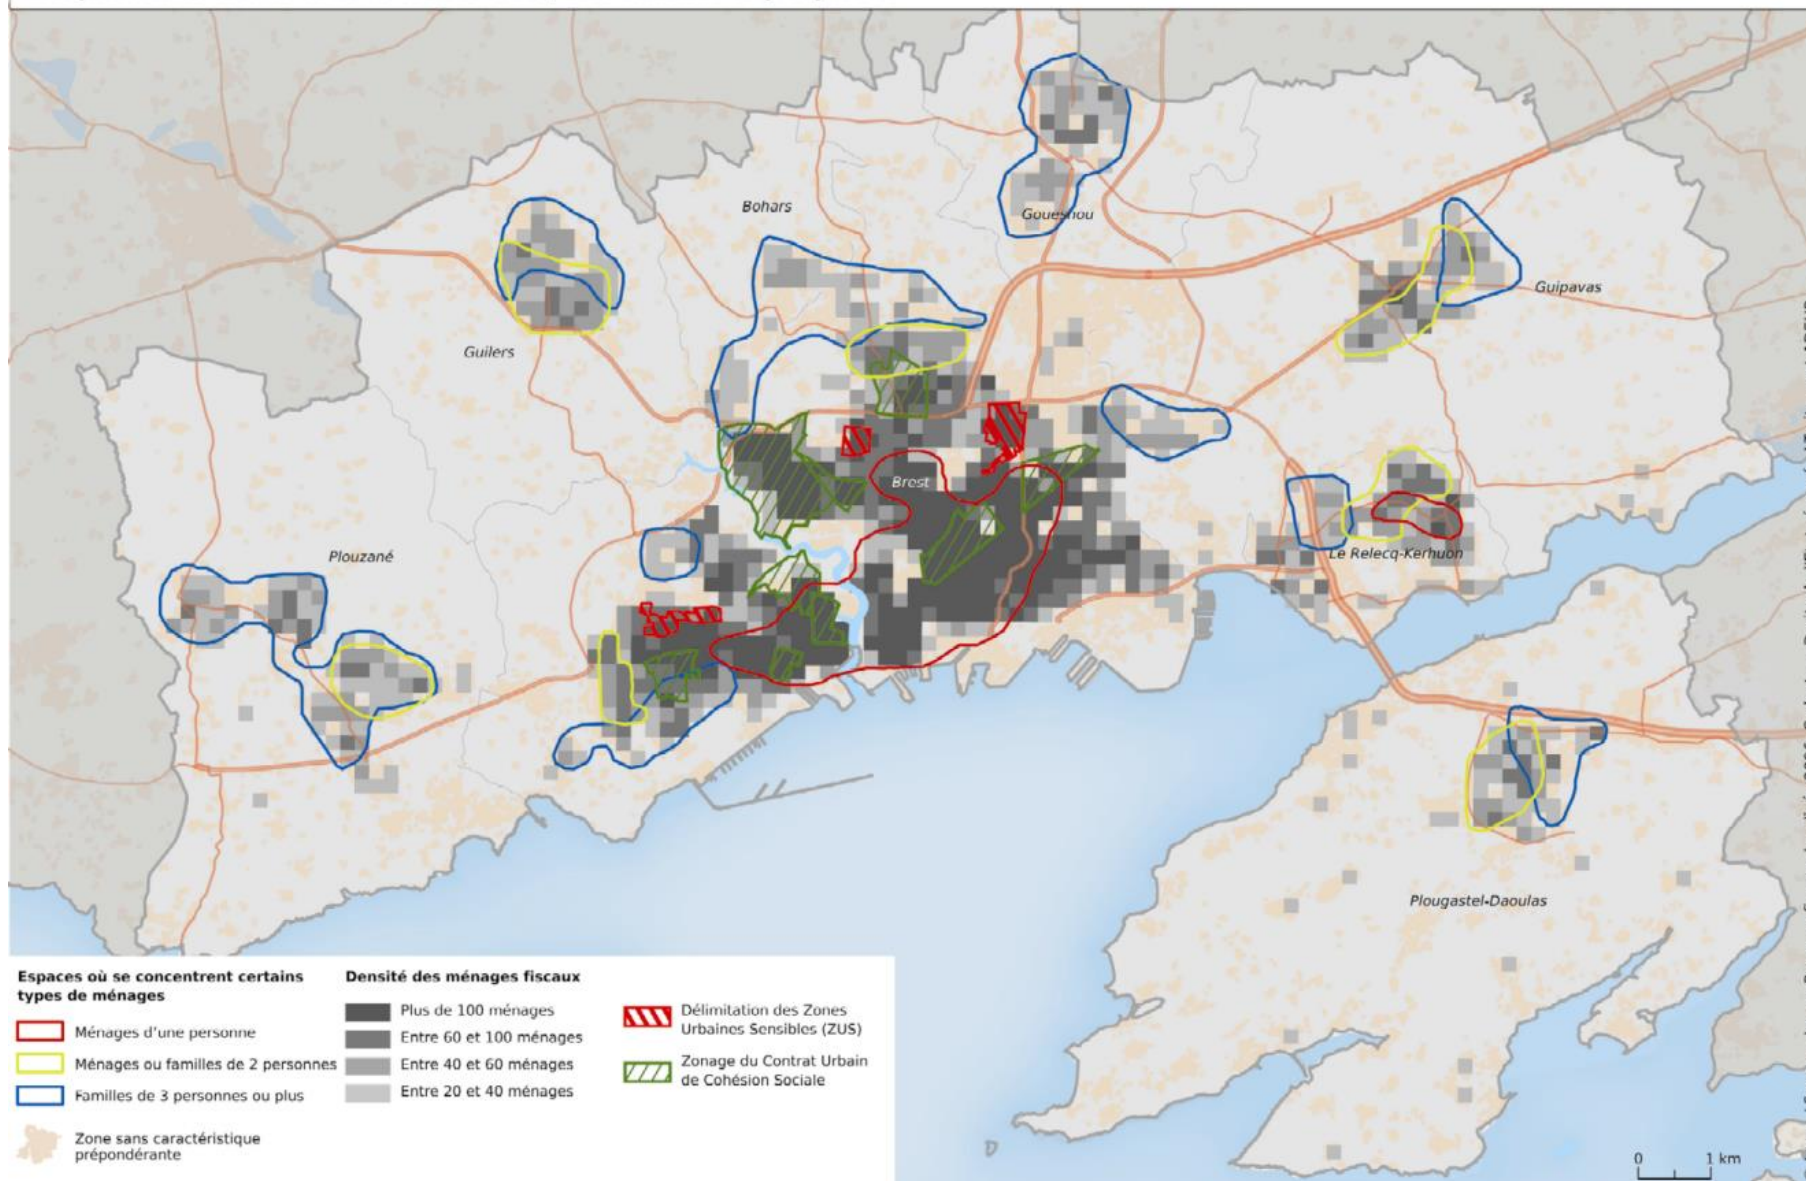 Bohars
Gouesnou
Guipavas
Guilers
Brest
Plouzané
Le Relecq-Kerhuon
Plougastel-Daoulas
Espaces où se concentrent certains
types de ménages
Ménages d'une personne
Ménages ou familles de 2 personnes
Familles de 3 personnes ou plus
Zone sans caractéristique
prépondérante
Densité des ménages fiscaux
Plus de 100 ménages
Entre 60 et 100 ménages
Entre 40 et 60 ménages
Entre 20 et 40 ménages
Délimitation des Zones
Urbaines Sensibles (ZUS)
Zonage du Contrat Urbain
de Cohésion Sociale
0 1 km